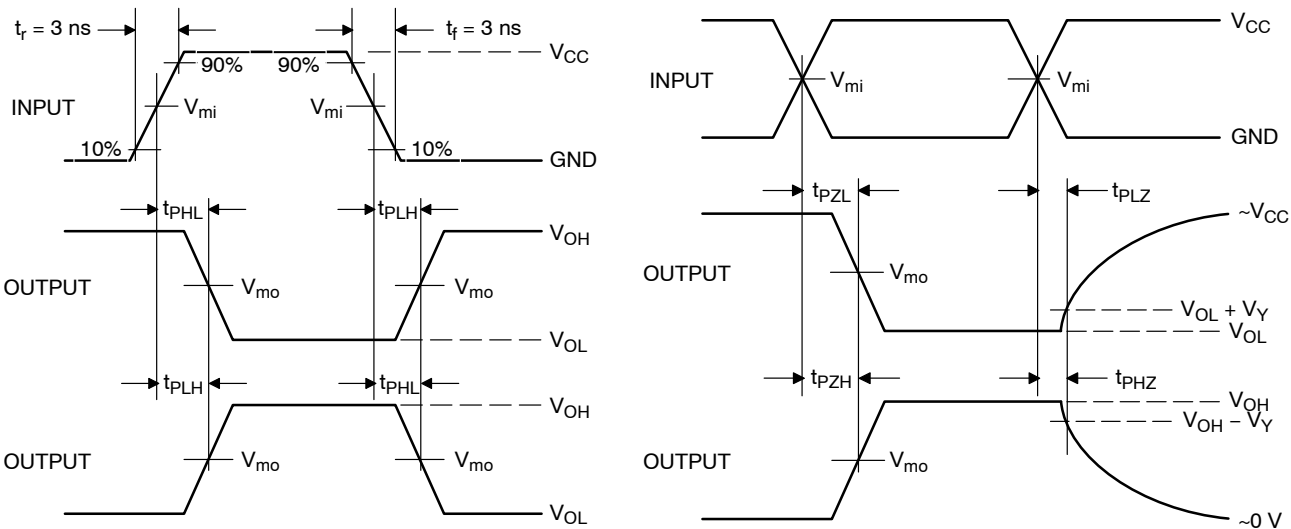 t_r = 3 ns
t_f = 3 ns
V_CC
90%
90%
INPUT
V_mi
V_mi
10%
10%
GND
t_PHL
t_PLH
V_OH
OUTPUT
V_mo
V_mo
V_OL
t_PLH
t_PHL
V_OH
OUTPUT
V_mo
V_mo
V_OL
V_CC
INPUT
V_mi
V_mi
GND
t_PZL
t_PLZ
~V_CC
OUTPUT
V_mo
V_OL + V_Y
V_OL
t_PZH
t_PHZ
V_OH
V_OH – V_Y
OUTPUT
V_mo
~0 V